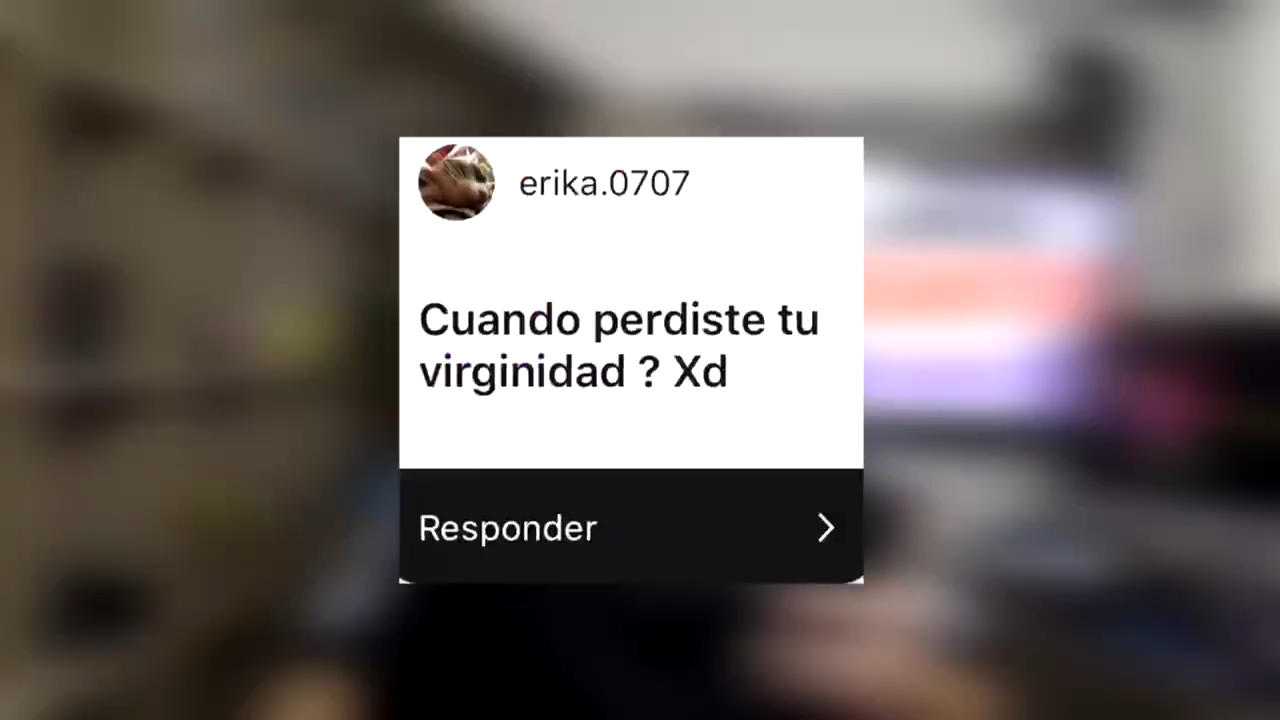 erika.0707
Cuando perdiste tu
virginidad ? Xd
Responder